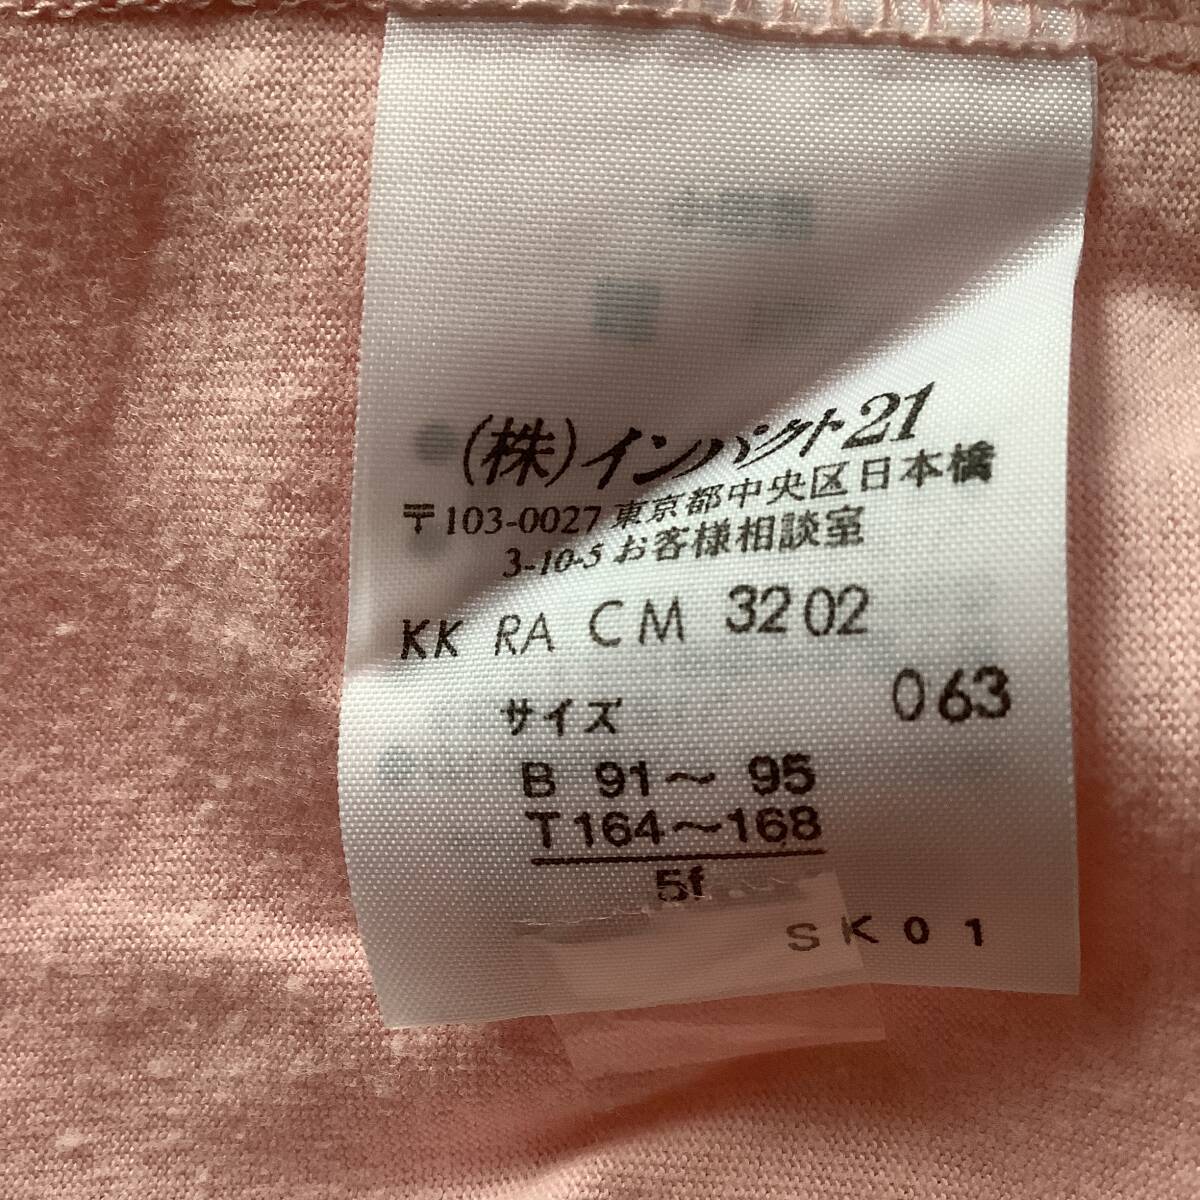 (株)インパクト21
〒103-0027 東京都中央区日本橋
3-10-5 お客様相談室
KK RA CM 3202
サイズ 063
B 91～ 95
T164～168
5f
SK01